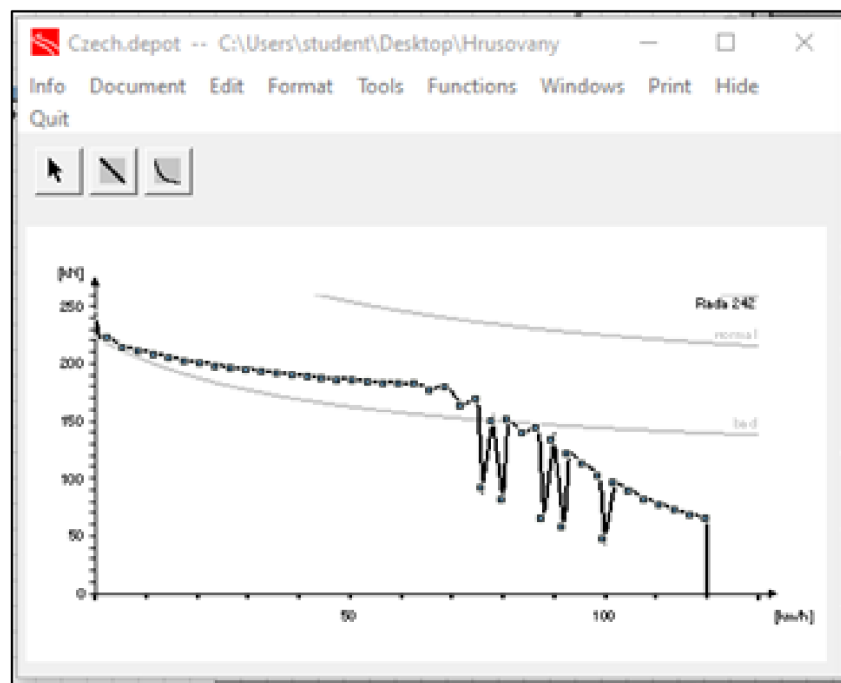 Czech.depot -- C:\Users\student\Desktop\Hrusovany
Info Document Edit Format Tools Functions Windows Print Hide
Quit
[kN]
250
Rada 242
normal
200
150
bad
100
50
0
50
100
[km/h]